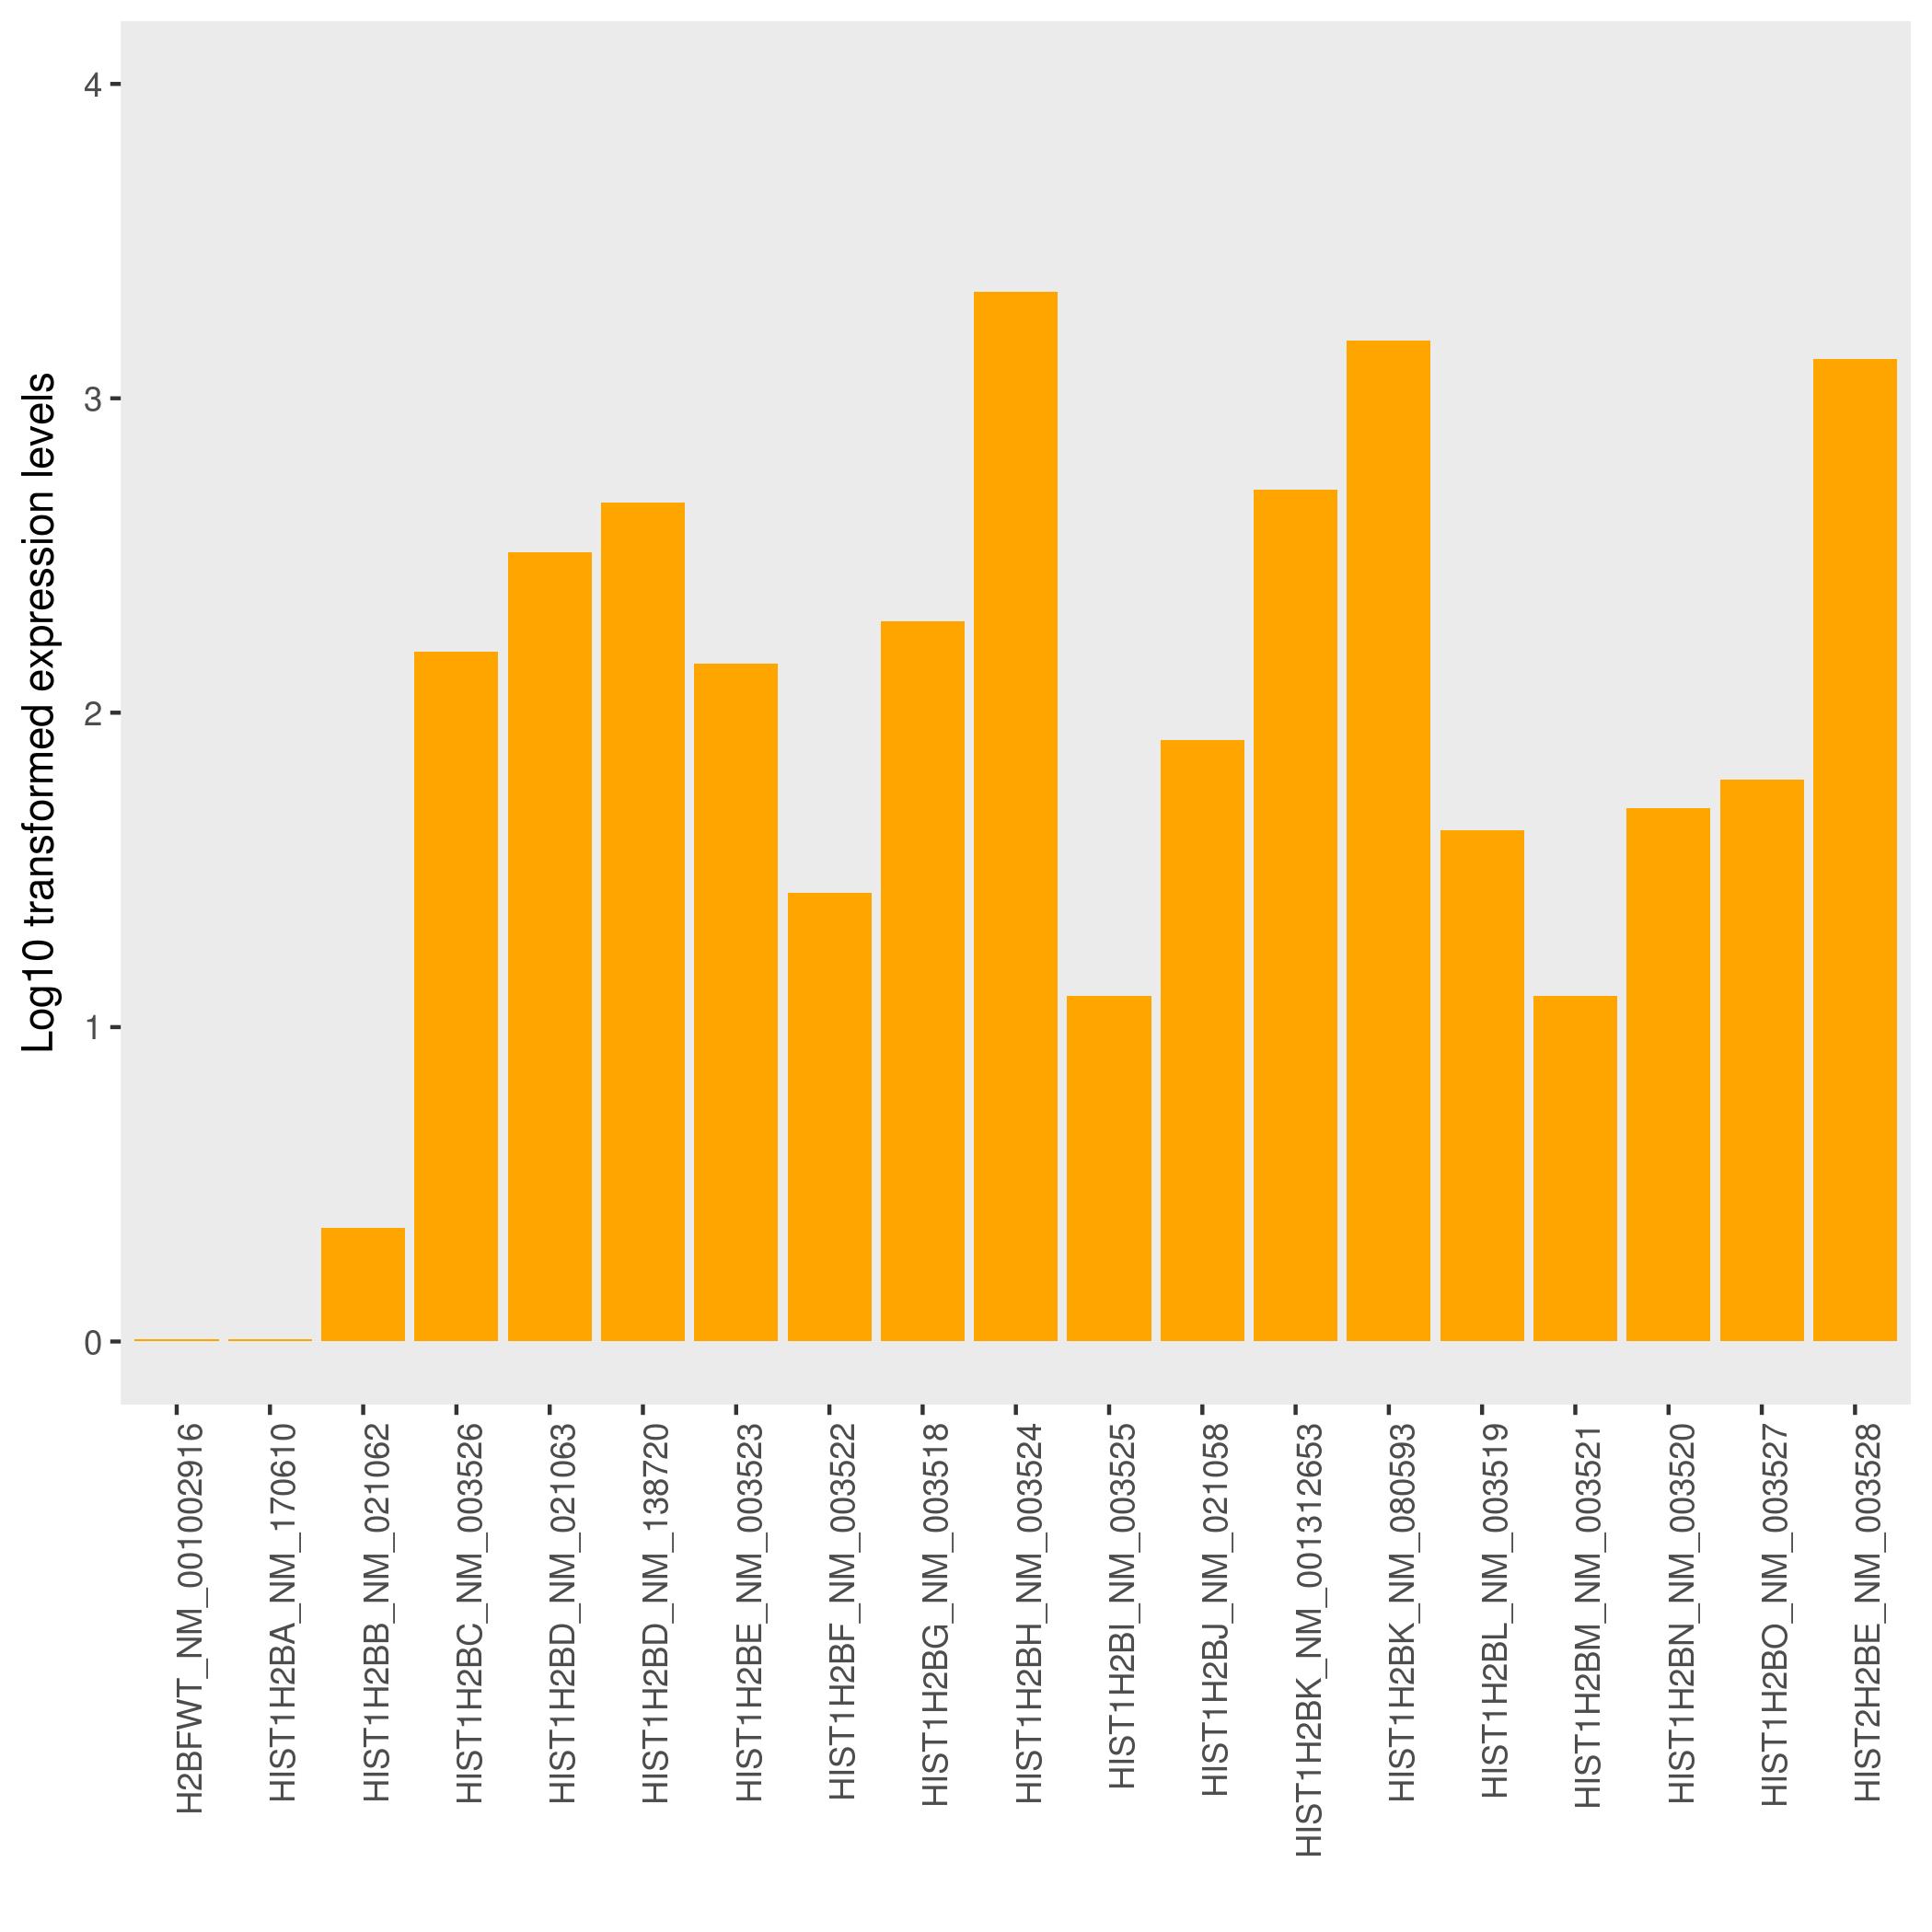 Log10 transformed expression levels
4
3
2
1
0
H2BFWT_NM_001002916
HIST1H2BA_NM_170610
HIST1H2BB_NM_021062
HIST1H2BC_NM_003526
HIST1H2BD_NM_021063
HIST1H2BD_NM_138720
HIST1H2BE_NM_003523
HIST1H2BF_NM_003522
HIST1H2BG_NM_003518
HIST1H2BH_NM_003524
HIST1H2BI_NM_003525
HIST1H2BJ_NM_021058
HIST1H2BK_NM_001312653
HIST1H2BK_NM_080593
HIST1H2BL_NM_003519
HIST1H2BM_NM_003521
HIST1H2BN_NM_003520
HIST1H2BO_NM_003527
HIST2H2BE_NM_003528